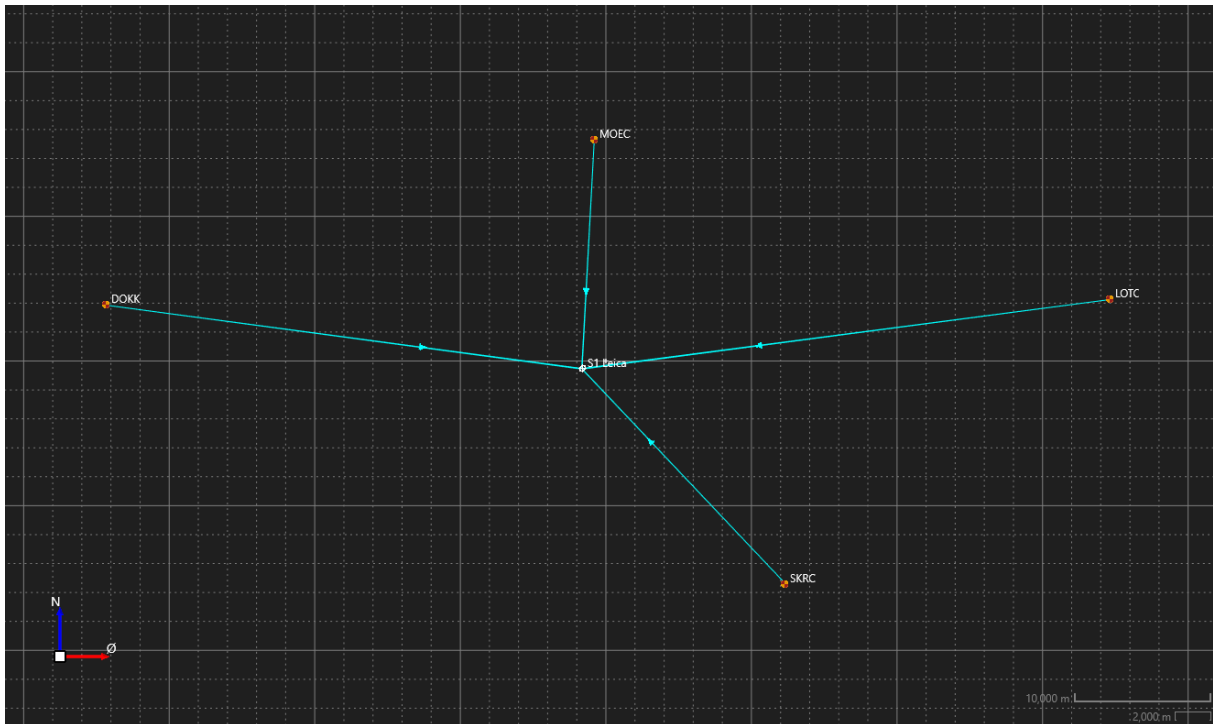 MOEC
DOKK
LOTC
S1 Leica
SKRC
N
Ø
10,000 m
2,000 m